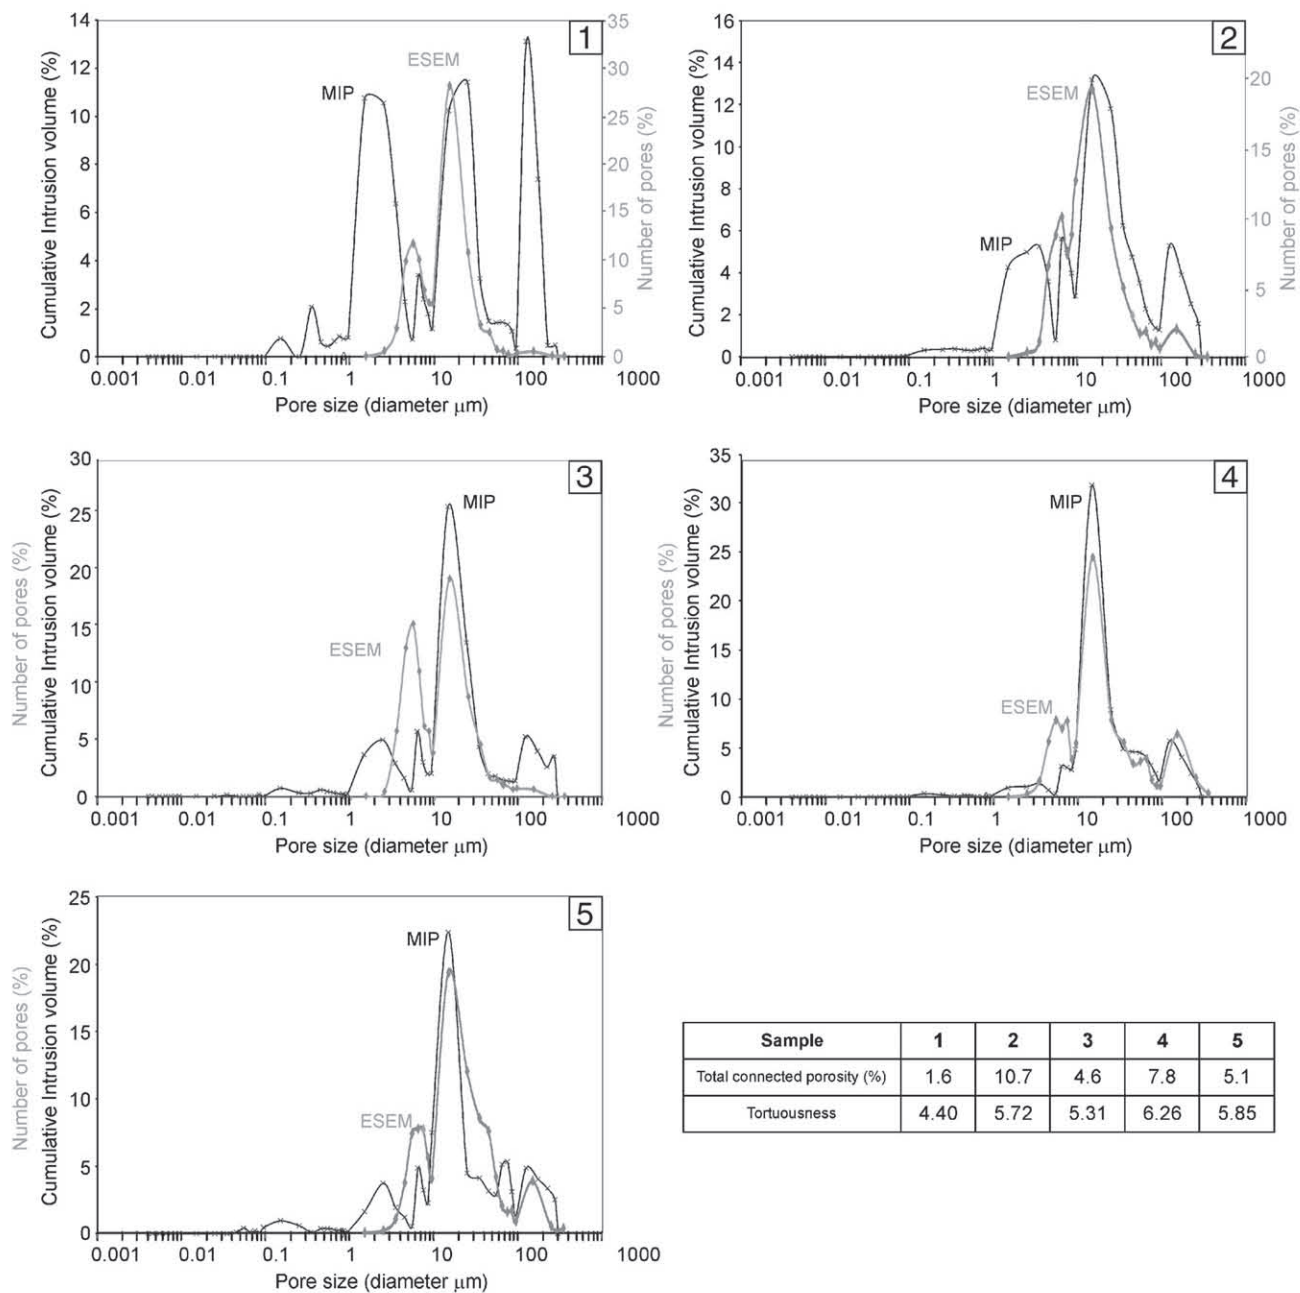 1
Cumulative Intrusion volume (%)
14
12
10
8
6
4
2
0
35
30
25
20
15
10
5
0
Number of pores (%)
MIP
ESEM
0.001 0.01 0.1 1 10 100 1000
Pore size (diameter μm)
2
Cumulative Intrusion volume (%)
16
14
12
10
8
6
4
2
0
20
15
10
5
0
Number of pores (%)
ESEM
MIP
0.001 0.01 0.1 1 10 100 1000
Pore size (diameter μm)
3
Number of pores (%)
Cumulative Intrusion volume (%)
30
25
20
15
10
5
0
MIP
ESEM
0.001 0.01 0.1 1 10 100 1000
Pore size (diameter μm)
4
Number of pores (%)
Cumulative Intrusion volume (%)
35
30
25
20
15
10
5
0
MIP
ESEM
0.001 0.01 0.1 1 10 100 1000
Pore size (diameter μm)
5
Number of pores (%)
Cumulative Intrusion volume (%)
25
20
15
10
5
0
MIP
ESEM
0.001 0.01 0.1 1 10 100 1000
Pore size (diameter μm)
Sample 1 2 3 4 5
Total connected porosity (%) 1.6 10.7 4.6 7.8 5.1
Tortuousness 4.40 5.72 5.31 6.26 5.85